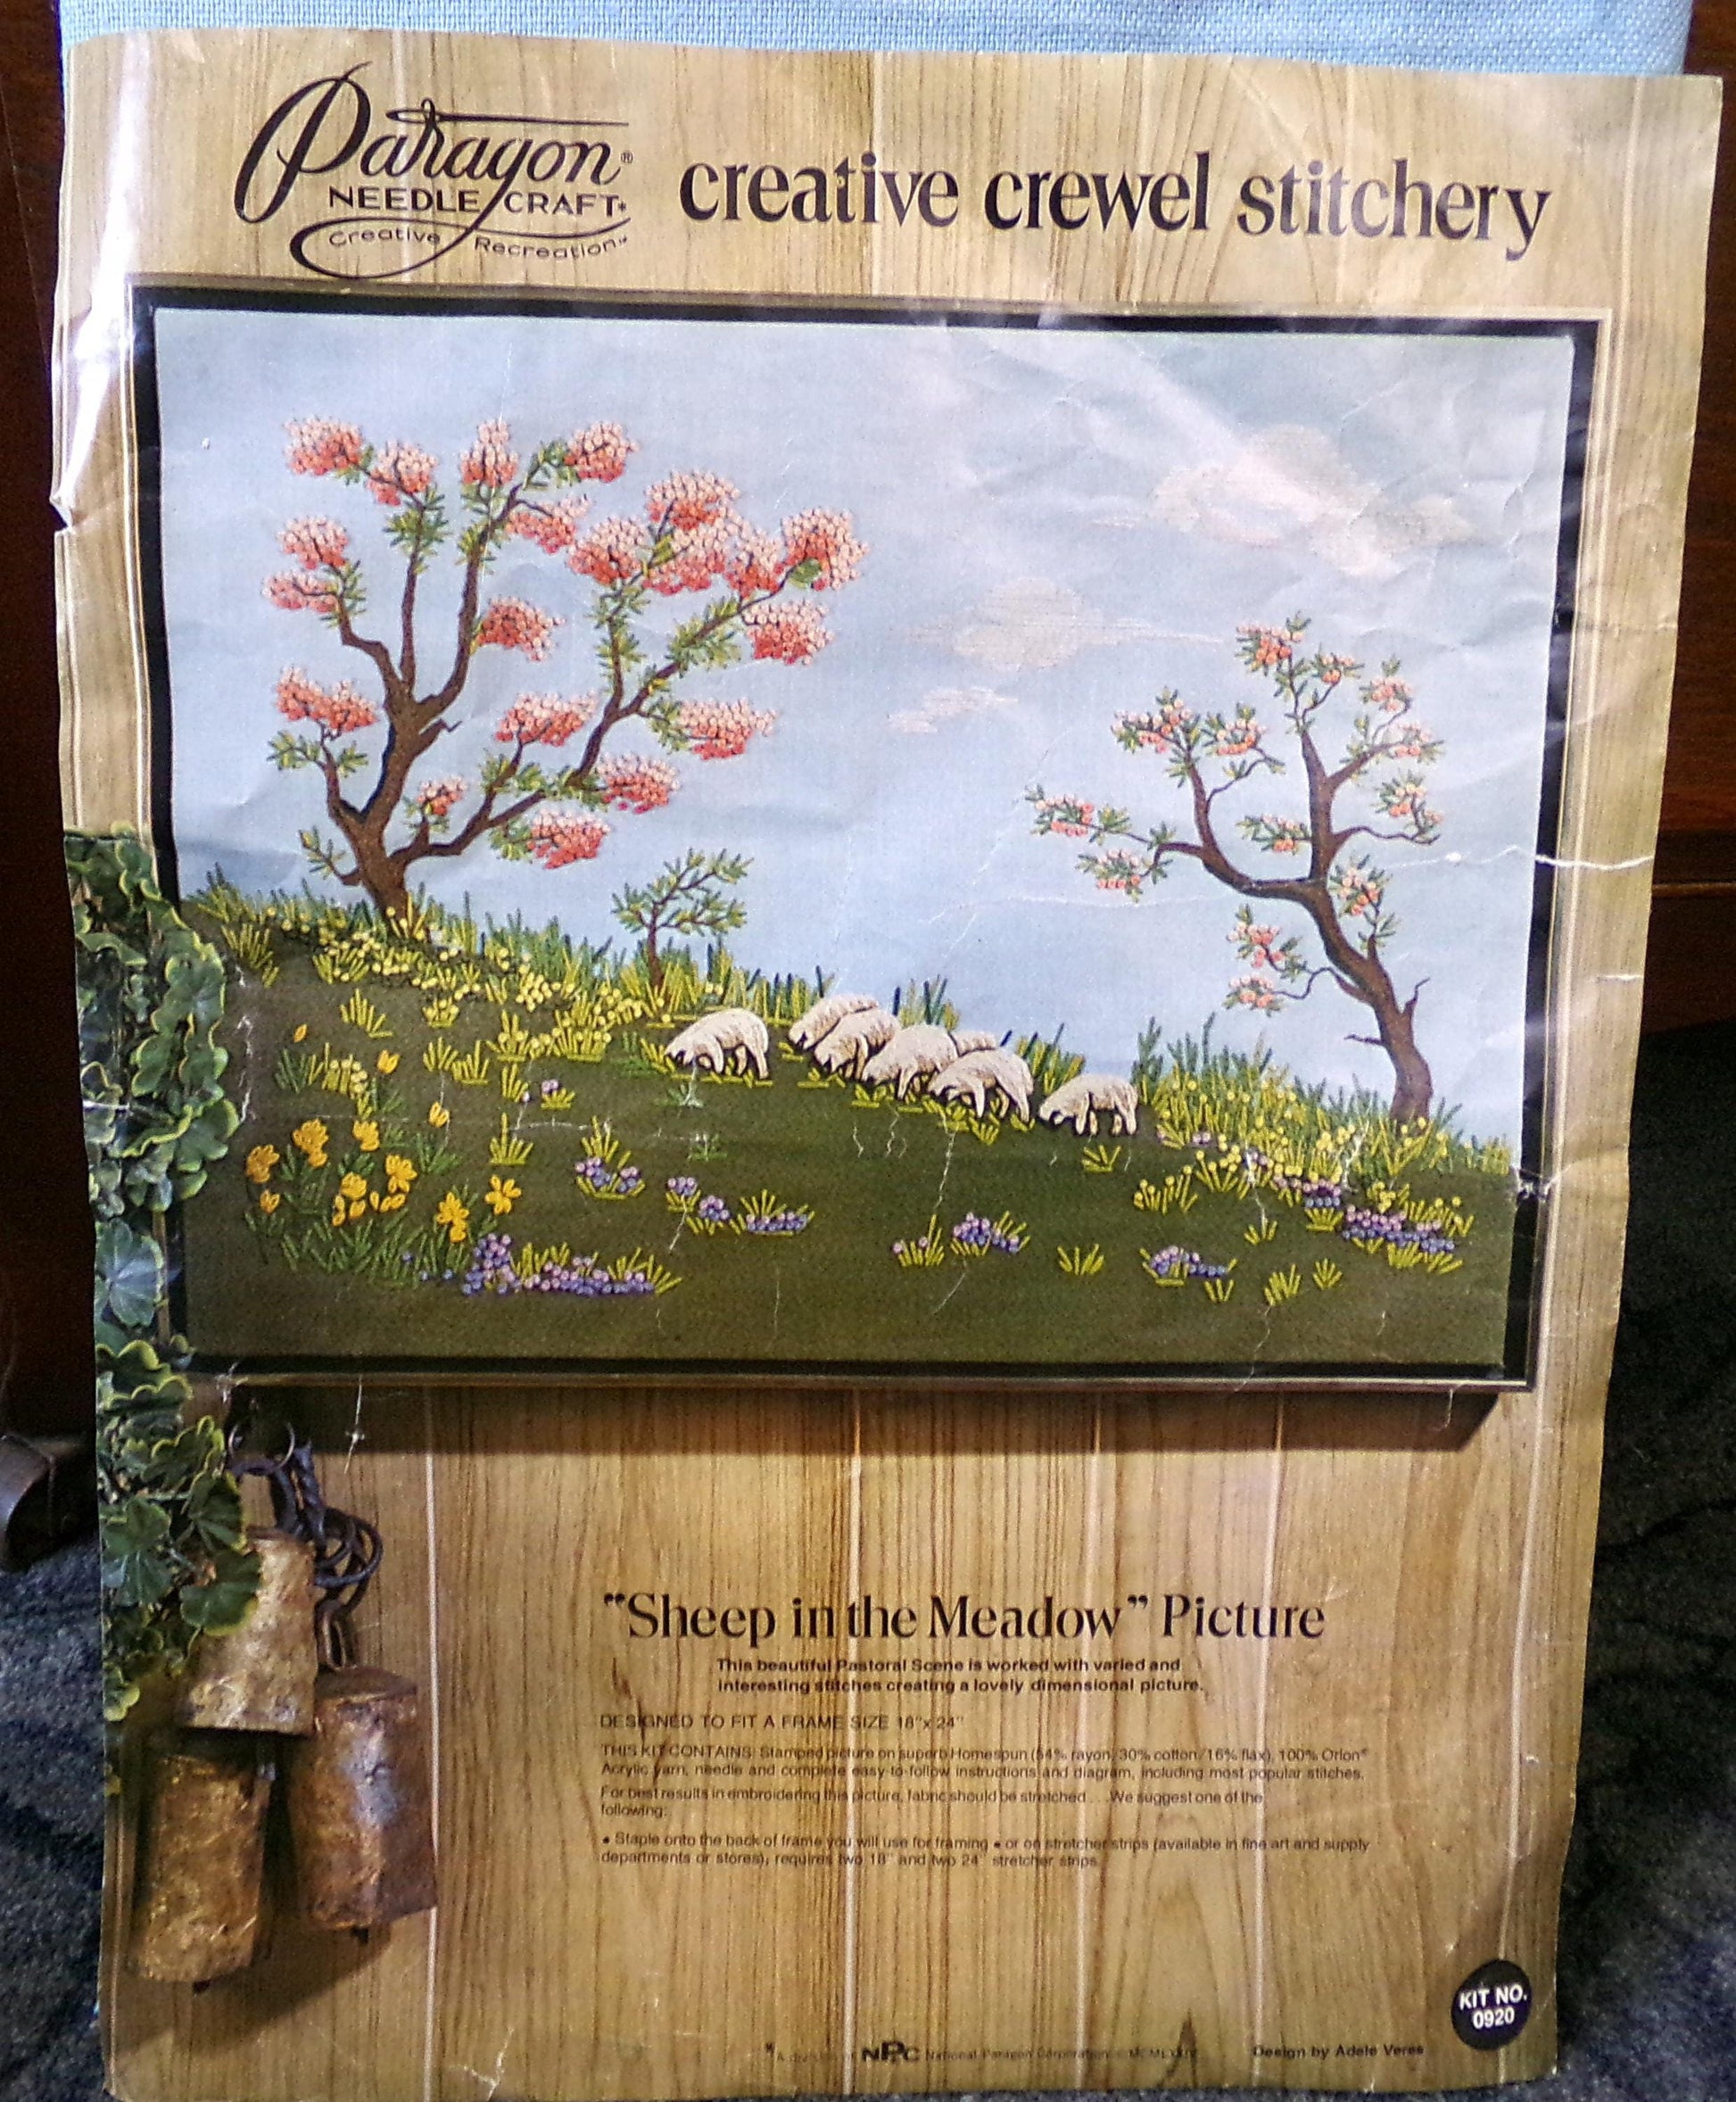 Paragon®
NEEDLECRAFT*
Creative Recreation™
creative crewel stitchery
"Sheep in the Meadow" Picture
This beautiful Pastoral Scene is worked with varied and
interesting stitches creating a lovely dimensional picture.
DESIGNED TO FIT A FRAME SIZE 18" x 24"
THIS KIT CONTAINS: Stamped picture on superb Homespun (54% rayon, 30% cotton, 16% flax), 100% Orlon®
Acrylic yarn, needle and complete easy-to-follow instructions and diagram, including most popular stitches.
For best results in embroidering this picture, fabric should be stretched . . . We suggest one of the
following:
• Staple onto the back of frame you will use for framing • or on stretcher strips (available in fine art and supply
departments or stores), requires two 18" and two 24" stretcher strips.
KIT NO.
0920
*A division of NPC National Paragon Corporation
Design by Adele Veres